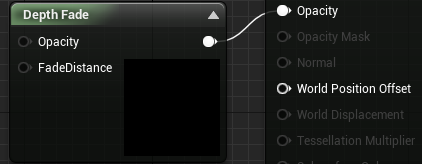 Depth Fade
Opacity
FadeDistance
Opacity
Opacity Mask
Normal
World Position Offset
World Displacement
Tessellation Multiplier